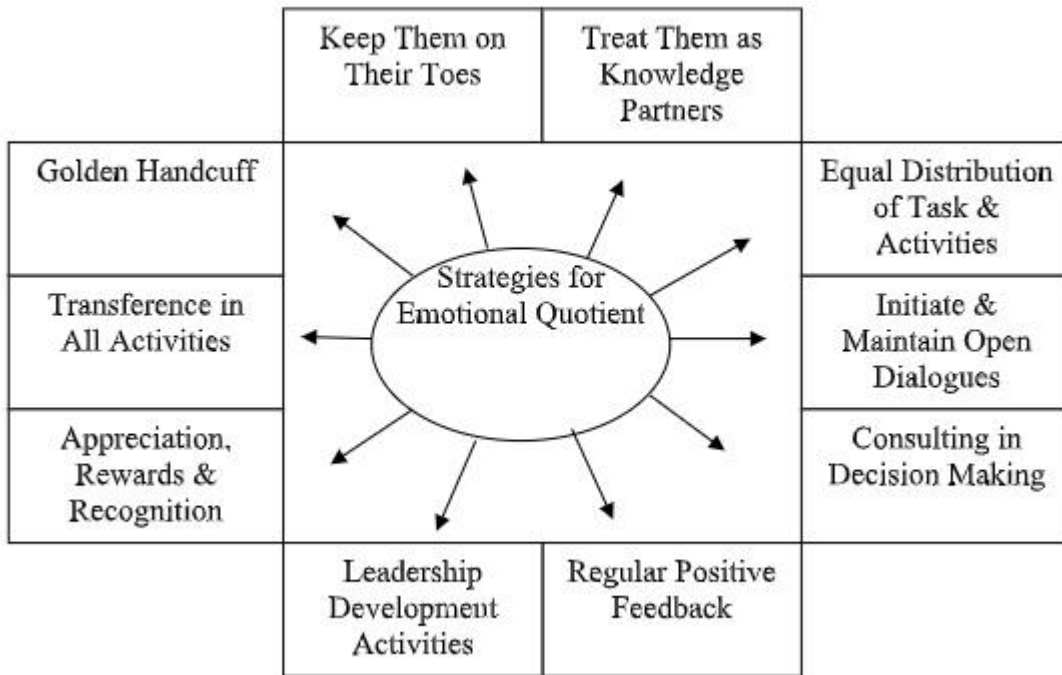 Keep Them on
Their Toes
Treat Them as
Knowledge
Partners
Golden Handcuff
Equal Distribution
of Task &
Activities
Strategies for
Emotional Quotient
Transference in
All Activities
Initiate &
Maintain Open
Dialogues
Appreciation,
Rewards &
Recognition
Consulting in
Decision Making
Leadership
Development
Activities
Regular Positive
Feedback